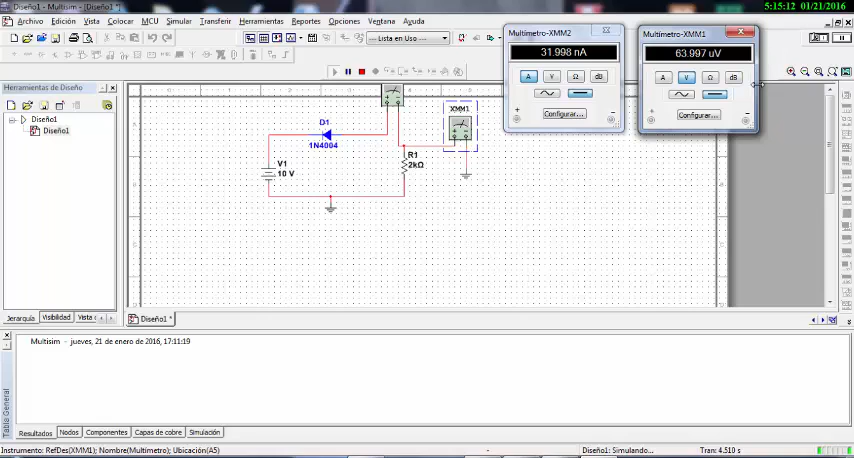 Diseño1 - Multisim - [Diseño1 *]
5:15:12 01/21/2016
Archivo Edición Vista Colocar MCU Simular Transferir Herramientas Reportes Opciones Ventana Ayuda
Lista en Uso
Multímetro-XMM2
31.998 nA
A V Ω dB
+ Configurar... -
Multímetro-XMM1
63.997 uV
A V Ω dB
+ Configurar... -
Herramientas de Diseño
Diseño1
Diseño1
D1
1N4004
V1
10 V
R1
2kΩ
XMM1
Jerarquía Visibilidad Vista c
Diseño1 *
Multisim - jueves, 21 de enero de 2016, 17:11:19
Tabla General
Resultados Nodos Componentes Capas de cobre Simulación
Instrumento: RefDes(XMM1); Nombre(Multímetro); Ubicación(A5)
-
Diseño1: Simulando...
Tran: 4.510 s